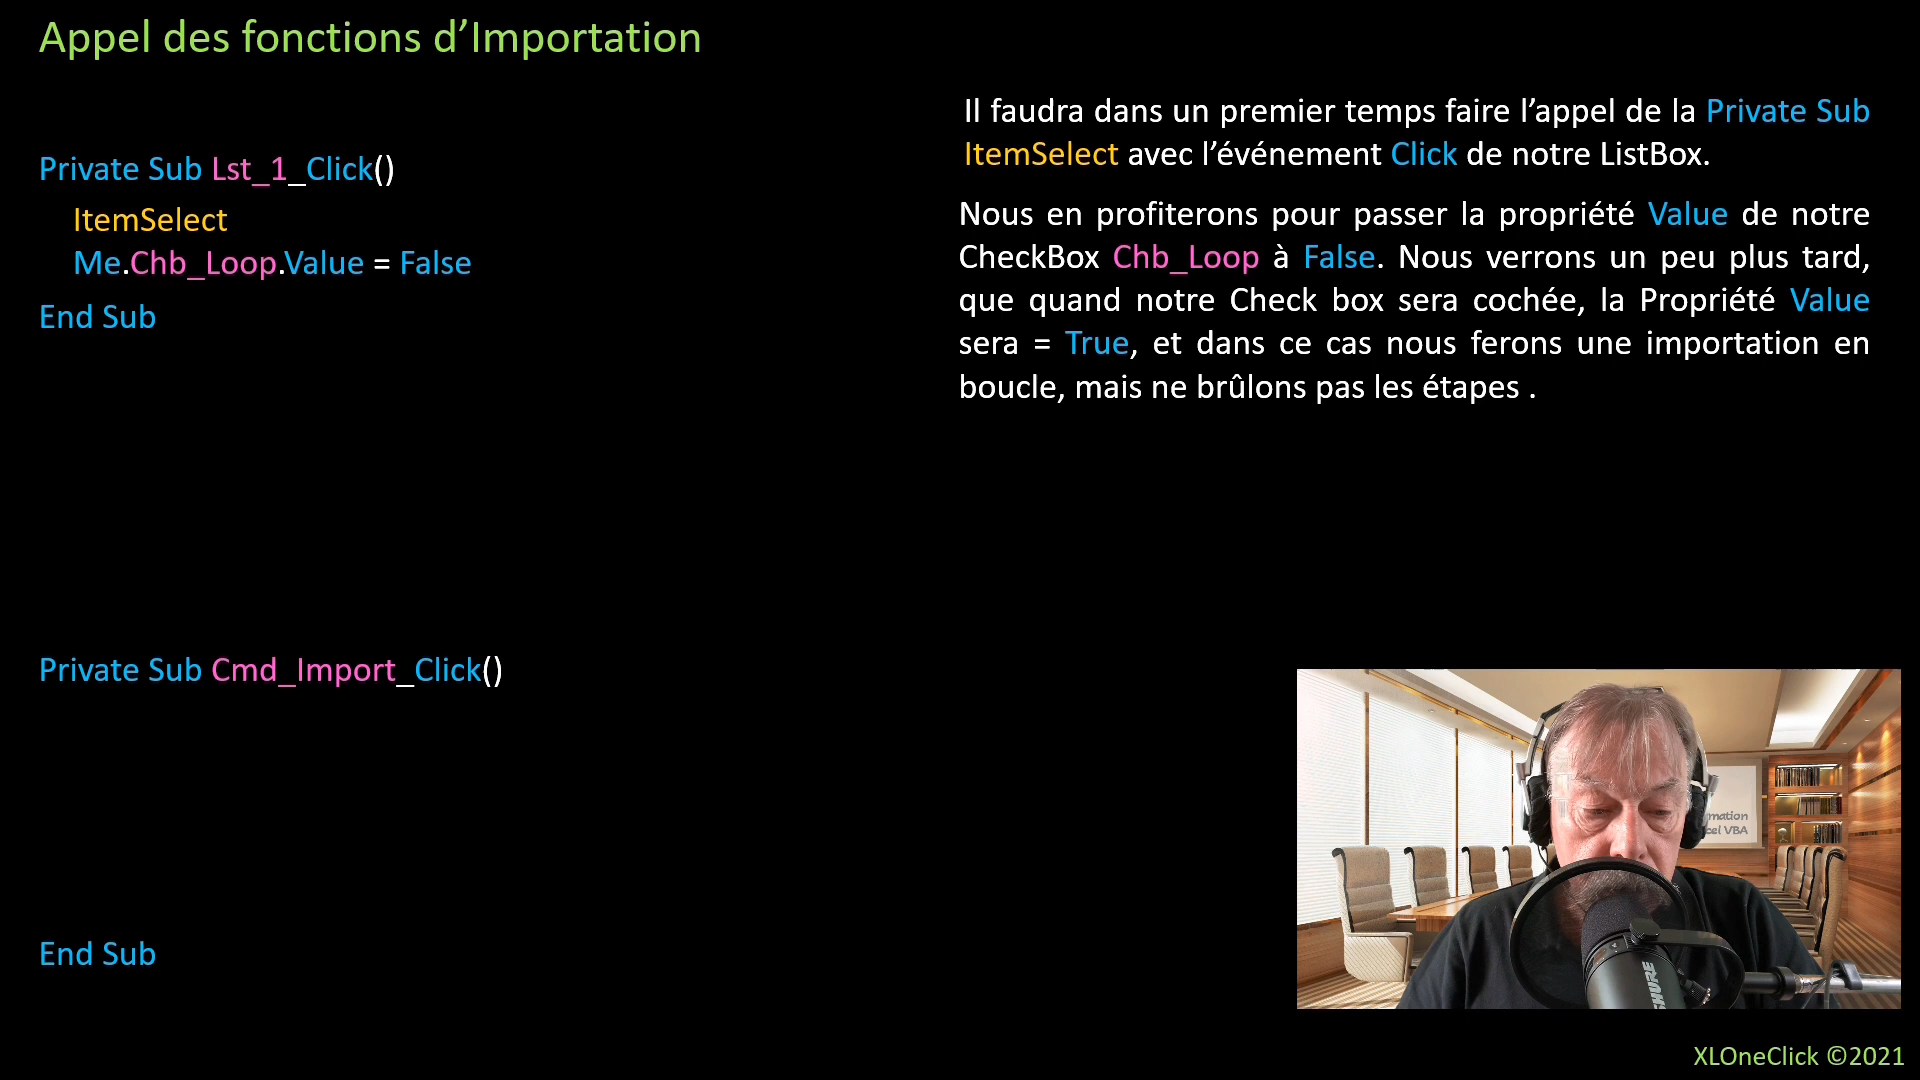 Appel des fonctions d’Importation
Private Sub Lst_1_Click()
ItemSelect
Me.Chb_Loop.Value = False
End Sub
Il faudra dans un premier temps faire l’appel de la Private Sub
ItemSelect avec l’événement Click de notre ListBox.
Nous en profiterons pour passer la propriété Value de notre
CheckBox Chb_Loop à False. Nous verrons un peu plus tard,
que quand notre Check box sera cochée, la Propriété Value
sera = True, et dans ce cas nous ferons une importation en
boucle, mais ne brûlons pas les étapes .
Private Sub Cmd_Import_Click()
End Sub
mation
cel VBA
SHURE
XLOneClick ©2021